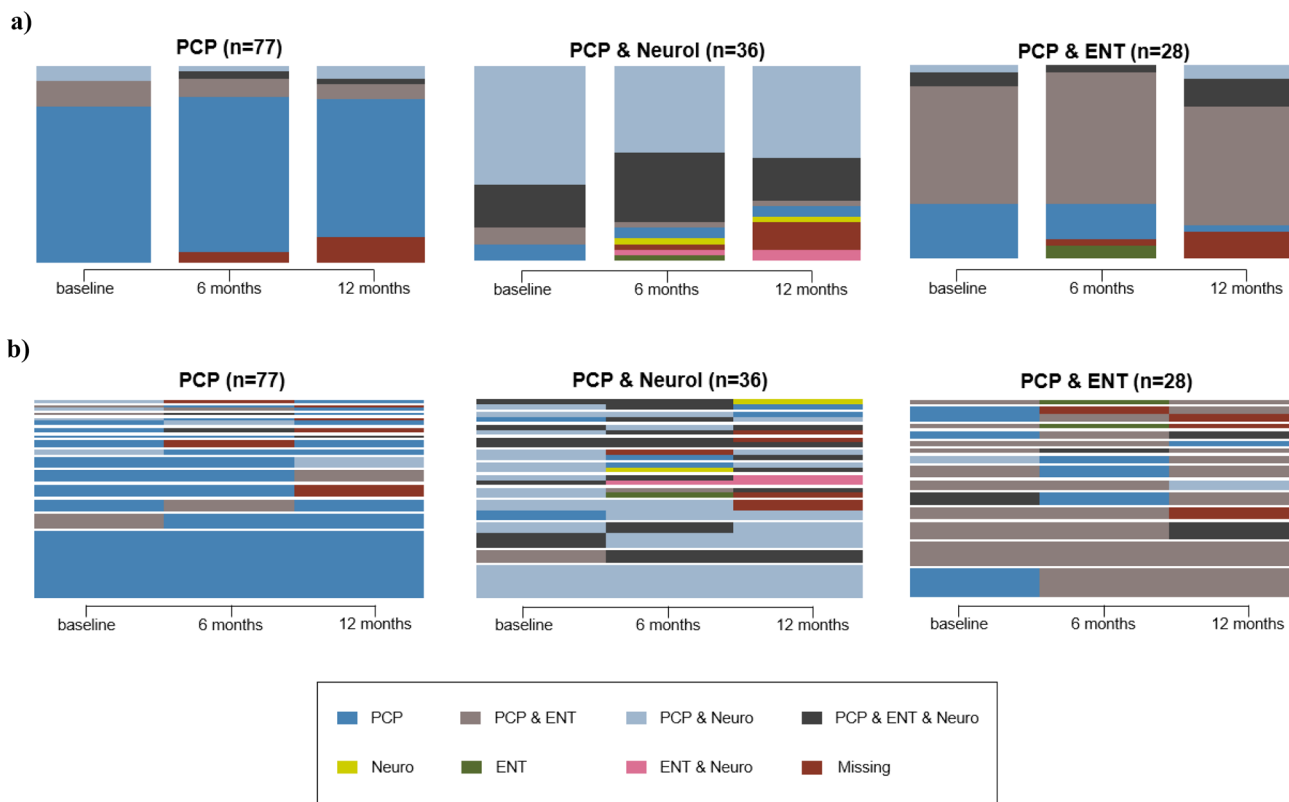 a)
PCP (n=77)
PCP & Neurol (n=36)
PCP & ENT (n=28)
baseline 6 months 12 months
baseline 6 months 12 months
baseline 6 months 12 months
b)
PCP (n=77)
PCP & Neurol (n=36)
PCP & ENT (n=28)
baseline 6 months 12 months
baseline 6 months 12 months
baseline 6 months 12 months
PCP PCP & ENT PCP & Neuro PCP & ENT & Neuro
Neuro ENT ENT & Neuro Missing